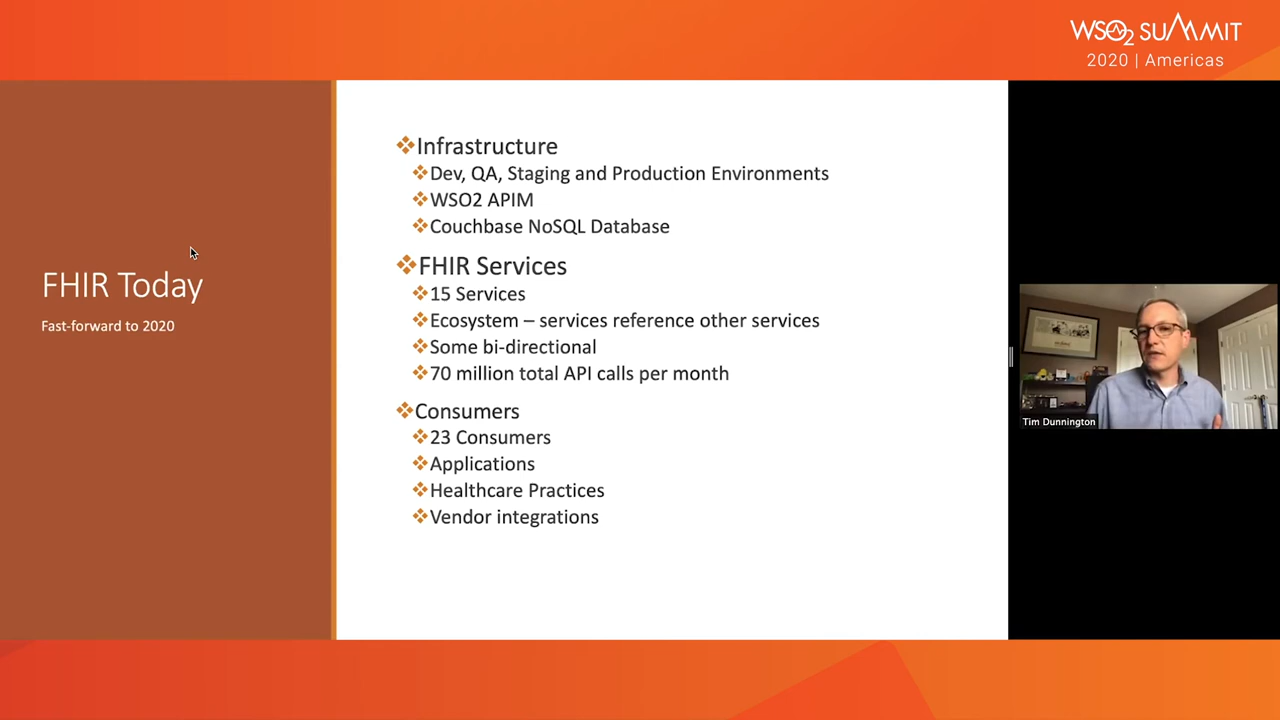 WSO2 SUMMIT
2020 | Americas
FHIR Today
Fast-forward to 2020
Infrastructure
Dev, QA, Staging and Production Environments
WSO2 APIM
Couchbase NoSQL Database
FHIR Services
15 Services
Ecosystem – services reference other services
Some bi-directional
70 million total API calls per month
Consumers
23 Consumers
Applications
Healthcare Practices
Vendor integrations
Tim Dunnington